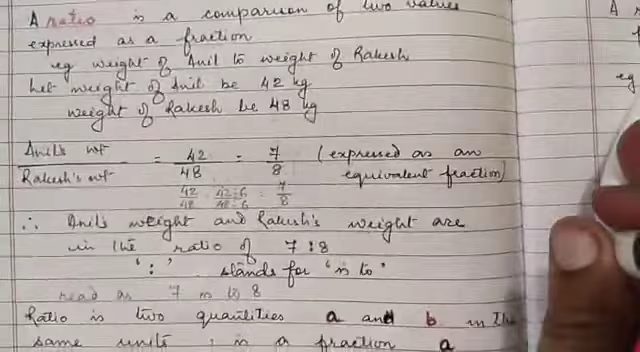 A ratio is a comparison of two values
expressed as a fraction
eg weight of Anil to weight of Rakesh
Let weight of Anil be 42 kg
weight of Rakesh be 48 kg
Anil's wt / Rakesh's wt = 42/48 = 7/8 (expressed as an equivalent fraction)
42/48 42÷6/48÷6 7/8
∴ Anil's weight and Rakesh's weight are
in the ratio of 7:8
':' stands for 'is to'
read as 7 is to 8
Ratio is two quantities a and b in the
same units, is a fraction a
A
eg